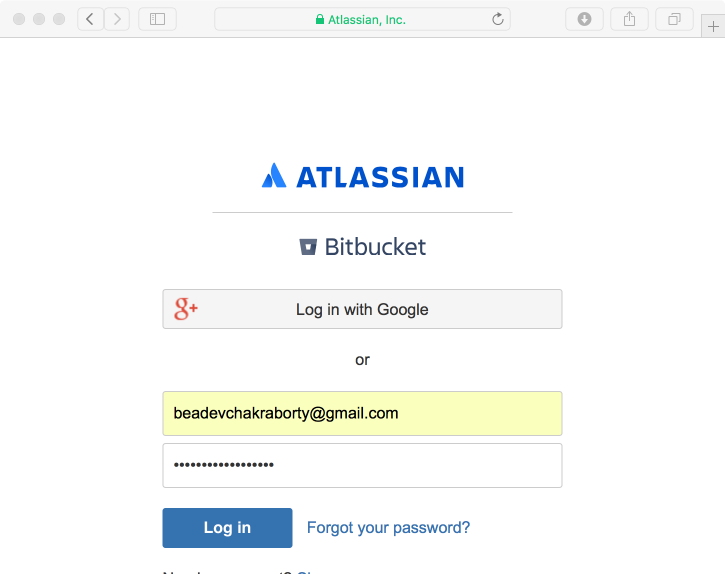 Atlassian, Inc.
ATLASSIAN
Bitbucket
g+ Log in with Google
or
beadevchakraborty@gmail.com
••••••••••••••••••
Log in Forgot your password?